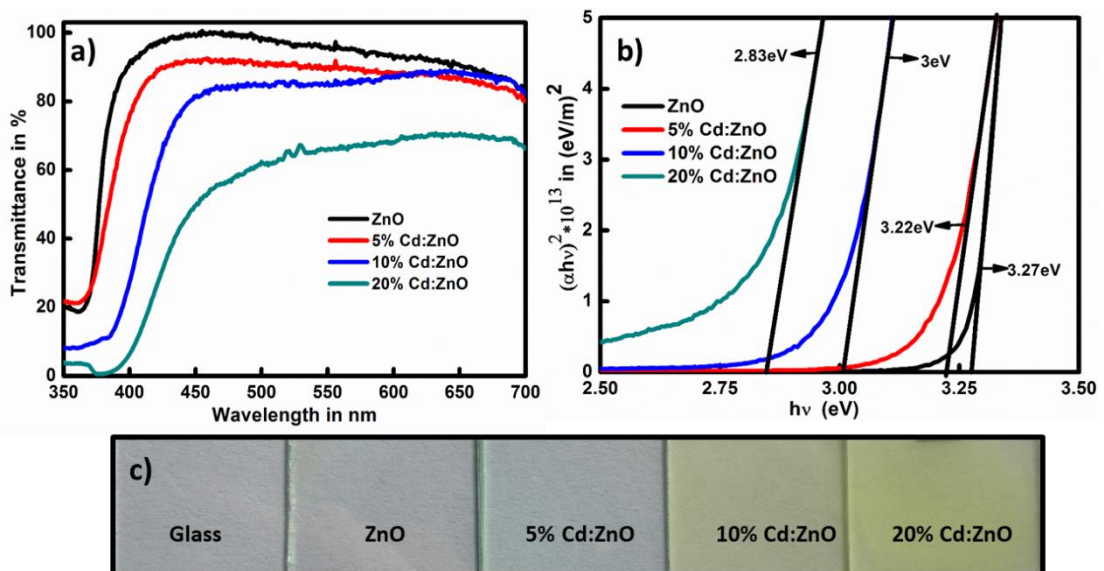 a)
Transmittance in %
100
80
60
40
20
0
350
400
450
500
550
600
650
700
Wavelength in nm
ZnO
5% Cd:ZnO
10% Cd:ZnO
20% Cd:ZnO
b)
(αhν)²*10¹³ in (eV/m)²
5
4
3
2
1
0
2.50
2.75
3.00
3.25
3.50
hν (eV)
ZnO
5% Cd:ZnO
10% Cd:ZnO
20% Cd:ZnO
2.83eV
3eV
3.22eV
3.27eV
c)
Glass
ZnO
5% Cd:ZnO
10% Cd:ZnO
20% Cd:ZnO